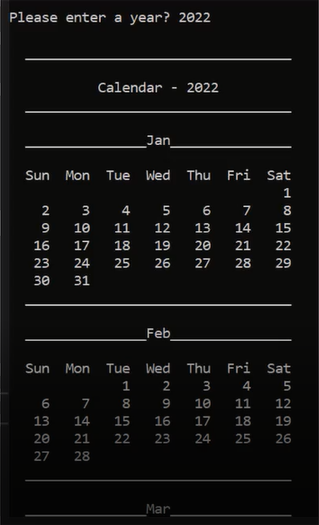 Please enter a year? 2022
Calendar - 2022
Jan
Sun Mon Tue Wed Thu Fri Sat
1
2 3 4 5 6 7 8
9 10 11 12 13 14 15
16 17 18 19 20 21 22
23 24 25 26 27 28 29
30 31
Feb
Sun Mon Tue Wed Thu Fri Sat
1 2 3 4 5
6 7 8 9 10 11 12
13 14 15 16 17 18 19
20 21 22 23 24 25 26
27 28
Mar